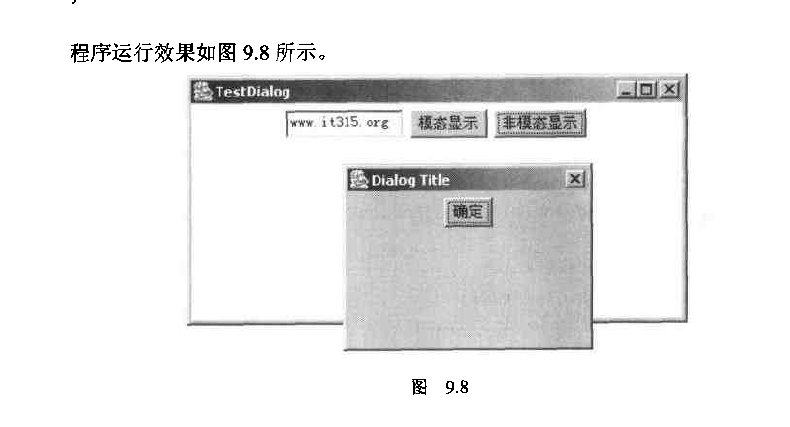 程序运行效果如图 9.8 所示。
TestDialog
www.it315.org 模态显示 非模态显示
Dialog Title
确定
图 9.8